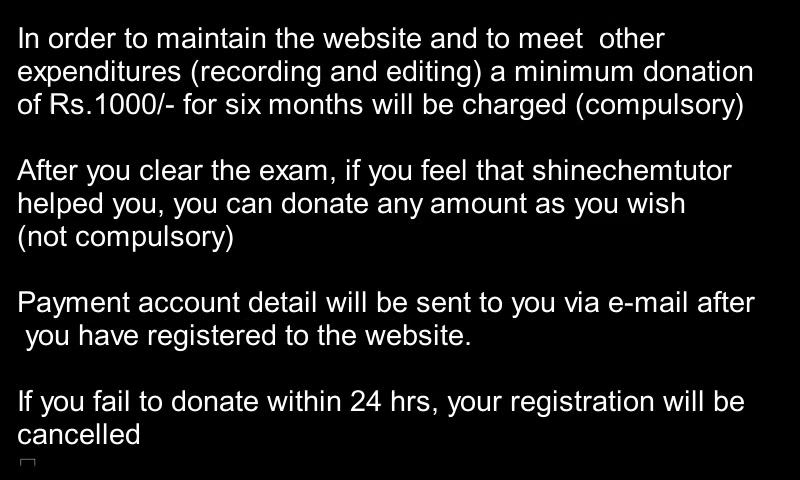 In order to maintain the website and to meet  other
expenditures (recording and editing) a minimum donation
of Rs.1000/- for six months will be charged (compulsory)
After you clear the exam, if you feel that shinechemtutor
helped you, you can donate any amount as you wish
(not compulsory)
Payment account detail will be sent to you via e-mail after
you have registered to the website.
If you fail to donate within 24 hrs, your registration will be
cancelled